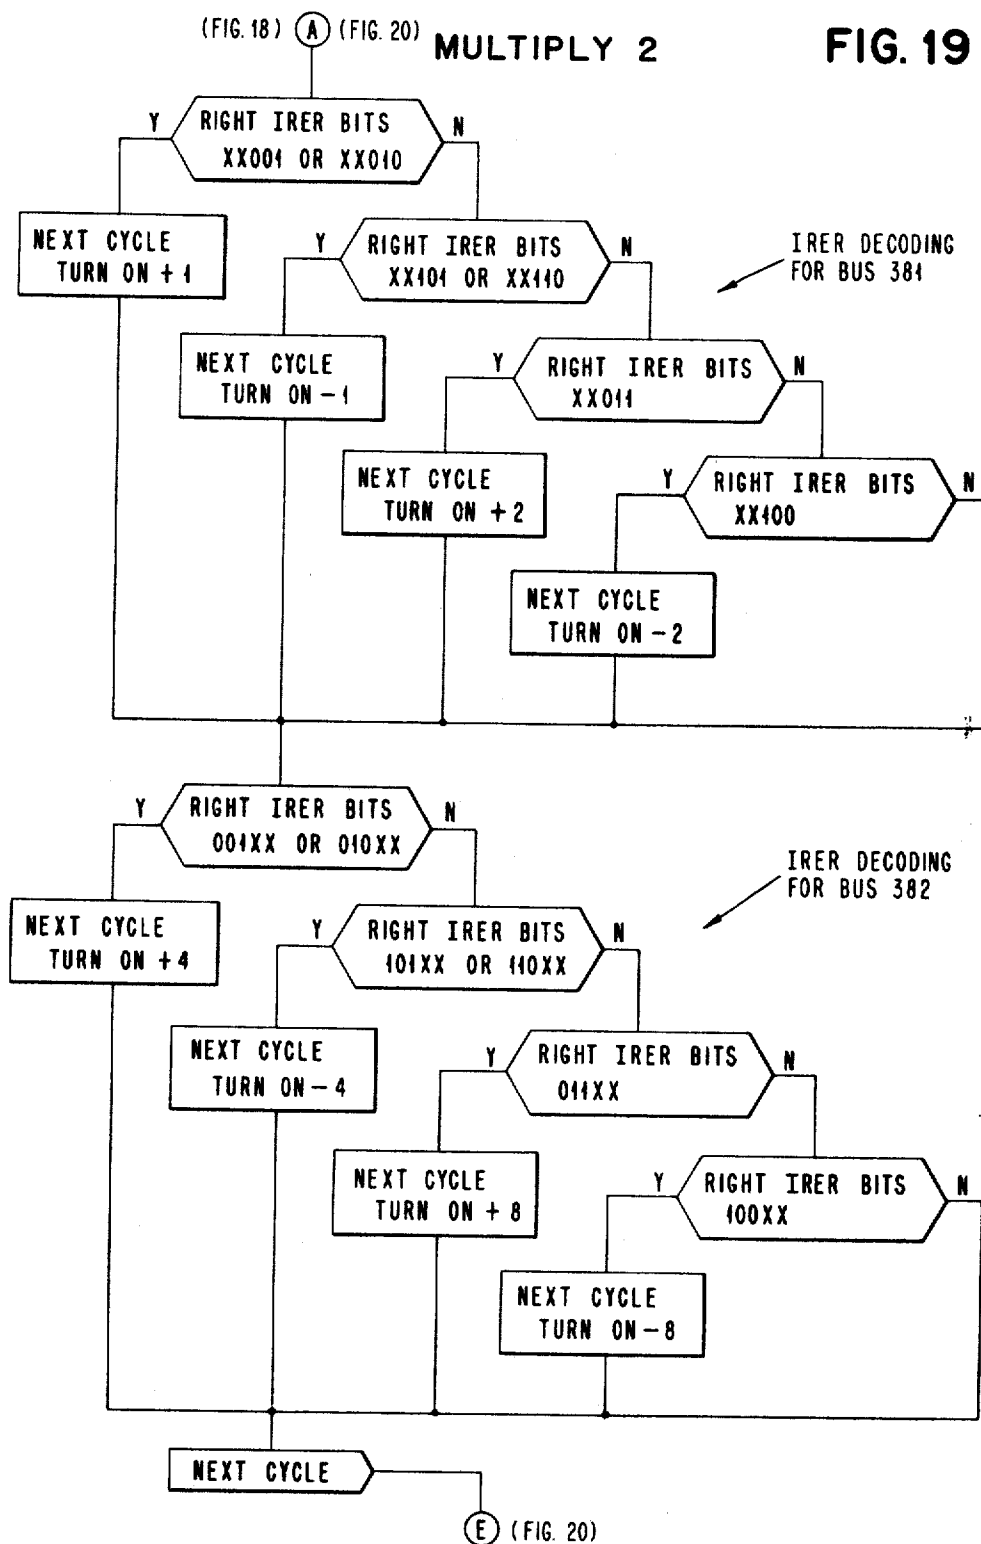 (FIG. 18) A (FIG. 20)
MULTIPLY 2
FIG. 19
Y
RIGHT IRER BITS
N
XX001 OR XX010
NEXT CYCLE
TURN ON +1
Y
RIGHT IRER BITS
N
XX101 OR XX110
IRER DECODING
FOR BUS 381
NEXT CYCLE
TURN ON -1
Y
RIGHT IRER BITS
N
XX011
NEXT CYCLE
TURN ON +2
Y
RIGHT IRER BITS
N
XX100
NEXT CYCLE
TURN ON -2
Y
RIGHT IRER BITS
N
001XX OR 010XX
IRER DECODING
FOR BUS 382
NEXT CYCLE
TURN ON +4
Y
RIGHT IRER BITS
N
101XX OR 110XX
NEXT CYCLE
TURN ON -4
Y
RIGHT IRER BITS
N
011XX
NEXT CYCLE
TURN ON +8
Y
RIGHT IRER BITS
N
100XX
NEXT CYCLE
TURN ON -8
NEXT CYCLE
E (FIG. 20)